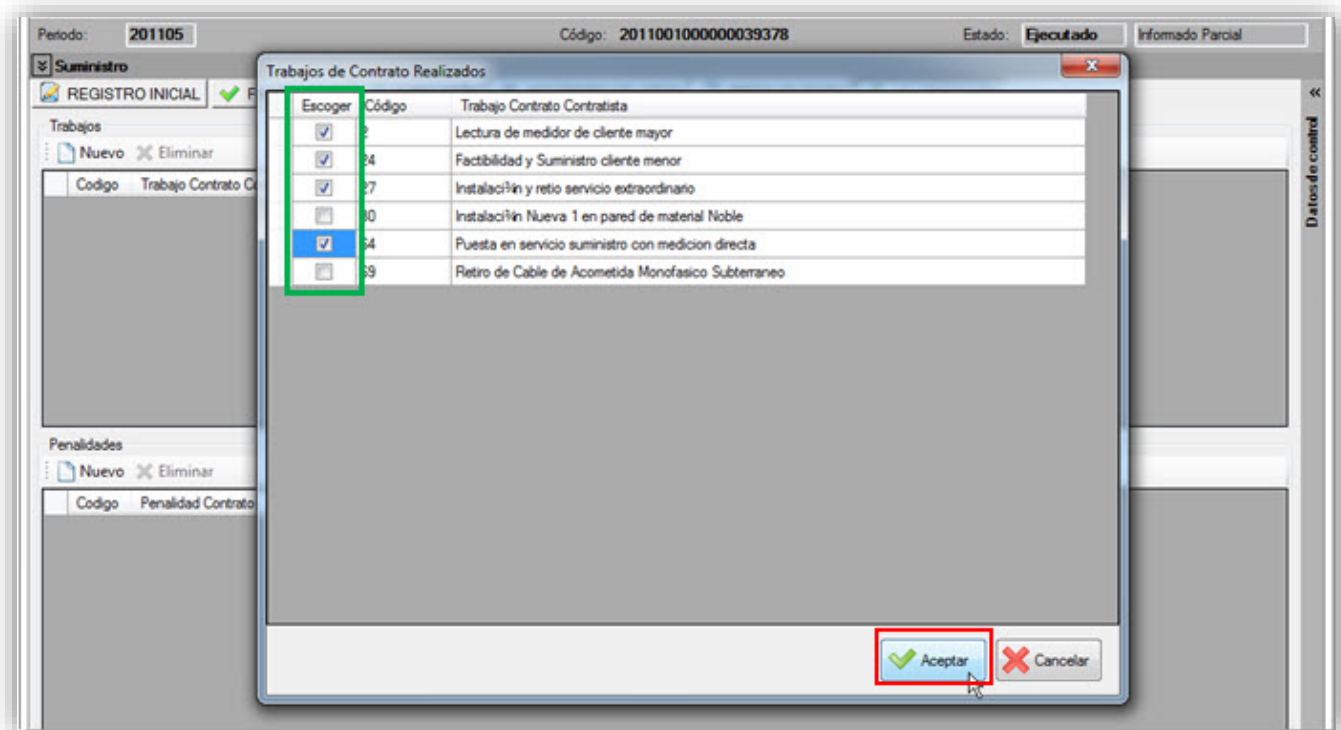 Periodo: 201105 Código: 2011001000000039378 Estado: Ejecutado Informado Parcial
Suministro
Trabajos de Contrato Realizados
REGISTRO INICIAL
Escoger Código Trabajo Contrato Contratista
Lectura de medidor de cliente mayor
Factibilidad y Suministro cliente menor
Instalaci¾n y retio servicio extraordinario
Instalaci¾n Nueva 1 en pared de material Noble
Puesta en servicio suministro con medicion directa
Retiro de Cable de Acometida Monofasico Subterraneo
Trabajos
Nuevo Eliminar
Codigo Trabajo Contrato
Penalidades
Nuevo Eliminar
Codigo Penalidad Contrato
Aceptar Cancelar
Datos de control